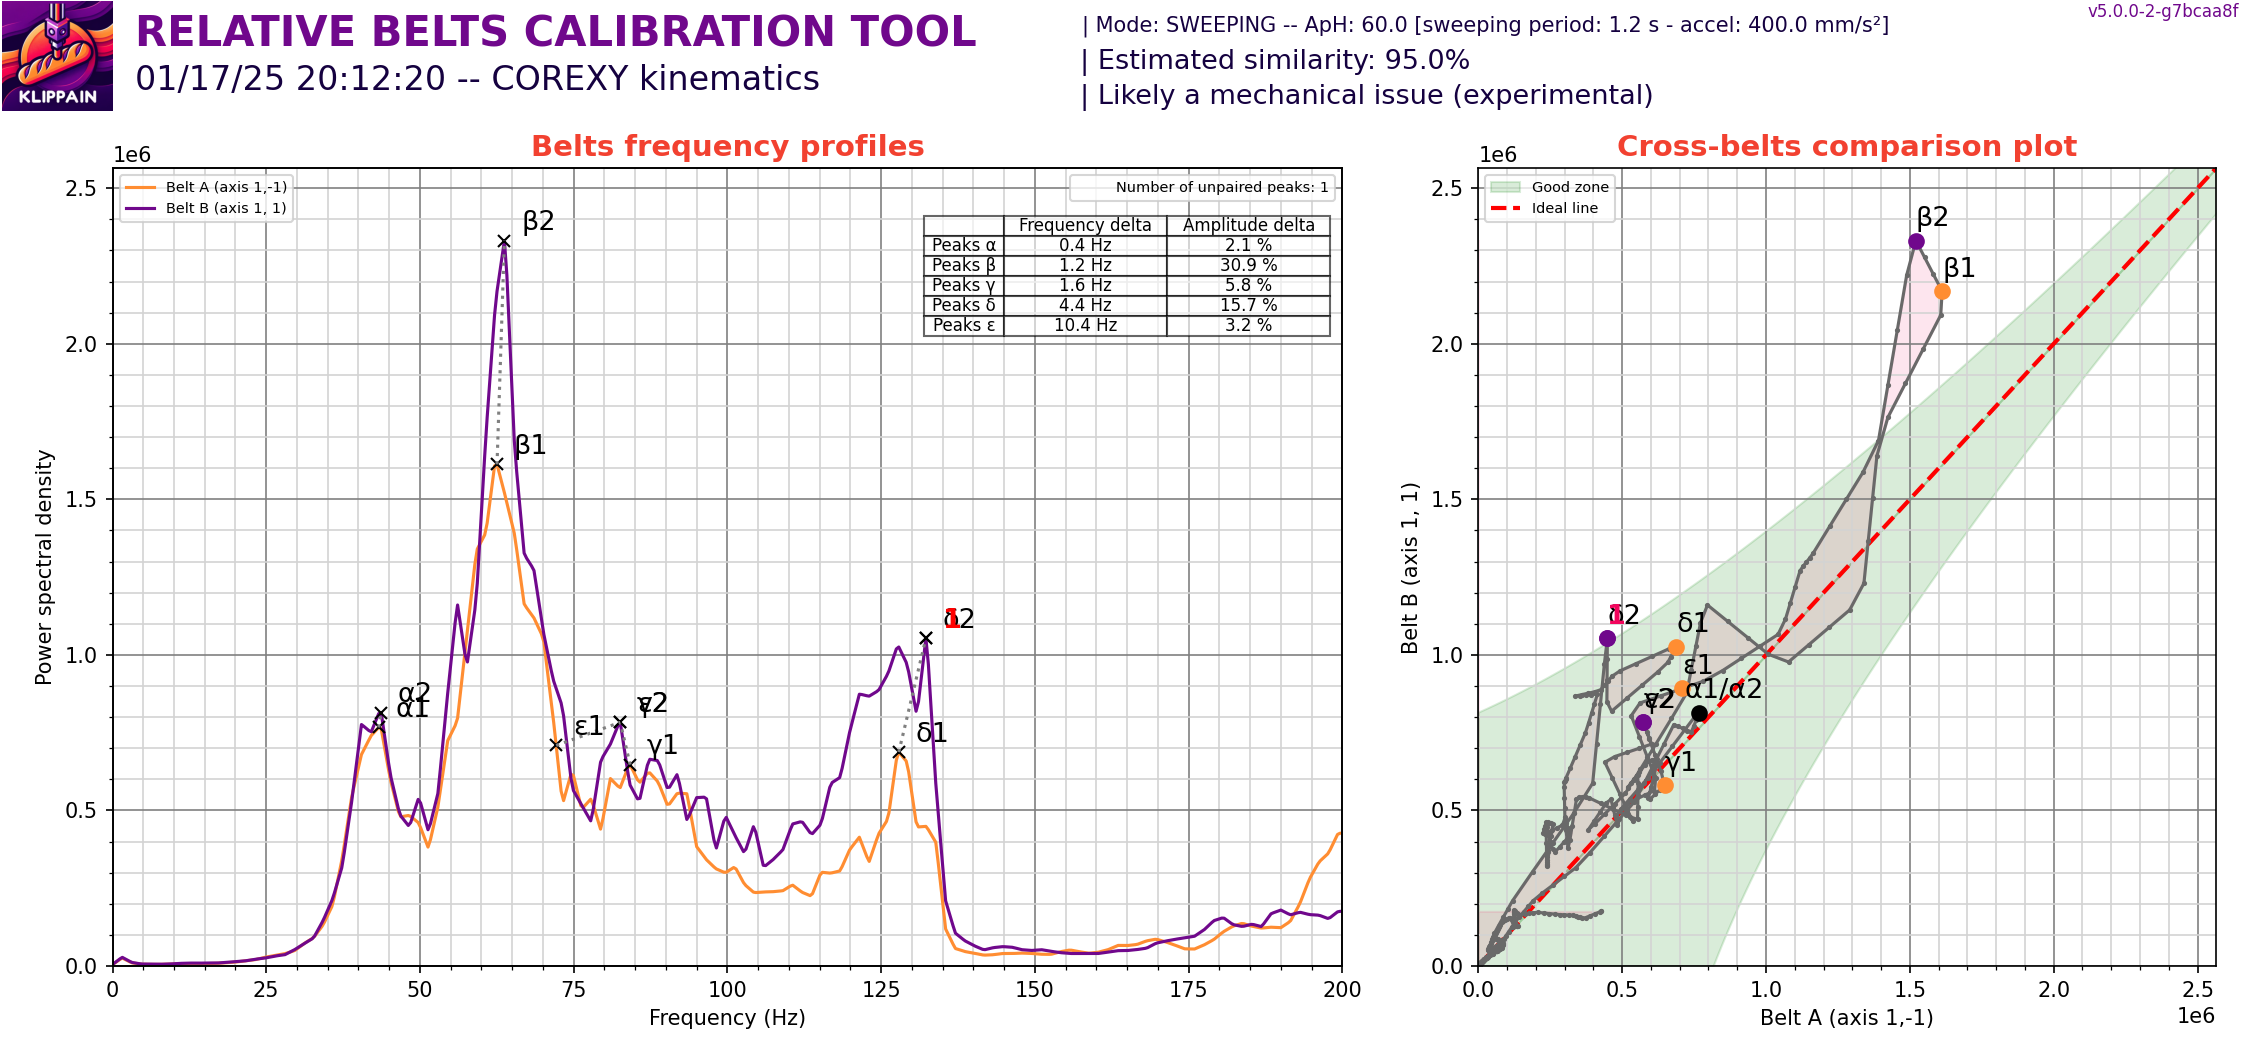 KLIPPAIN
RELATIVE BELTS CALIBRATION TOOL
01/17/25 20:12:20 -- COREXY kinematics
| Mode: SWEEPING -- ApH: 60.0 [sweeping period: 1.2 s - accel: 400.0 mm/s²]
| Estimated similarity: 95.0%
| Likely a mechanical issue (experimental)
v5.0.0-2-g7bcaa8f
Belts frequency profiles
1e6
Belt A (axis 1,-1)
Belt B (axis 1, 1)
Number of unpaired peaks: 1
Frequency delta Amplitude delta
Peaks α 0.4 Hz 2.1 %
Peaks β 1.2 Hz 30.9 %
Peaks γ 1.6 Hz 5.8 %
Peaks δ 4.4 Hz 15.7 %
Peaks ε 10.4 Hz 3.2 %
β2
β1
α2
α1
ε1
ε2
γ2
γ1
δ2
1
δ1
2.5
2.0
1.5
1.0
0.5
0.0
Power spectral density
0 25 50 75 100 125 150 175 200
Frequency (Hz)
Cross-belts comparison plot
1e6
Good zone
Ideal line
β2
β1
δ2
1
δ1
ε1
α1/α2
ε2
γ2
γ1
2.5
2.0
1.5
1.0
0.5
0.0
Belt B (axis 1, 1)
0.0 0.5 1.0 1.5 2.0 2.5
Belt A (axis 1,-1)
1e6